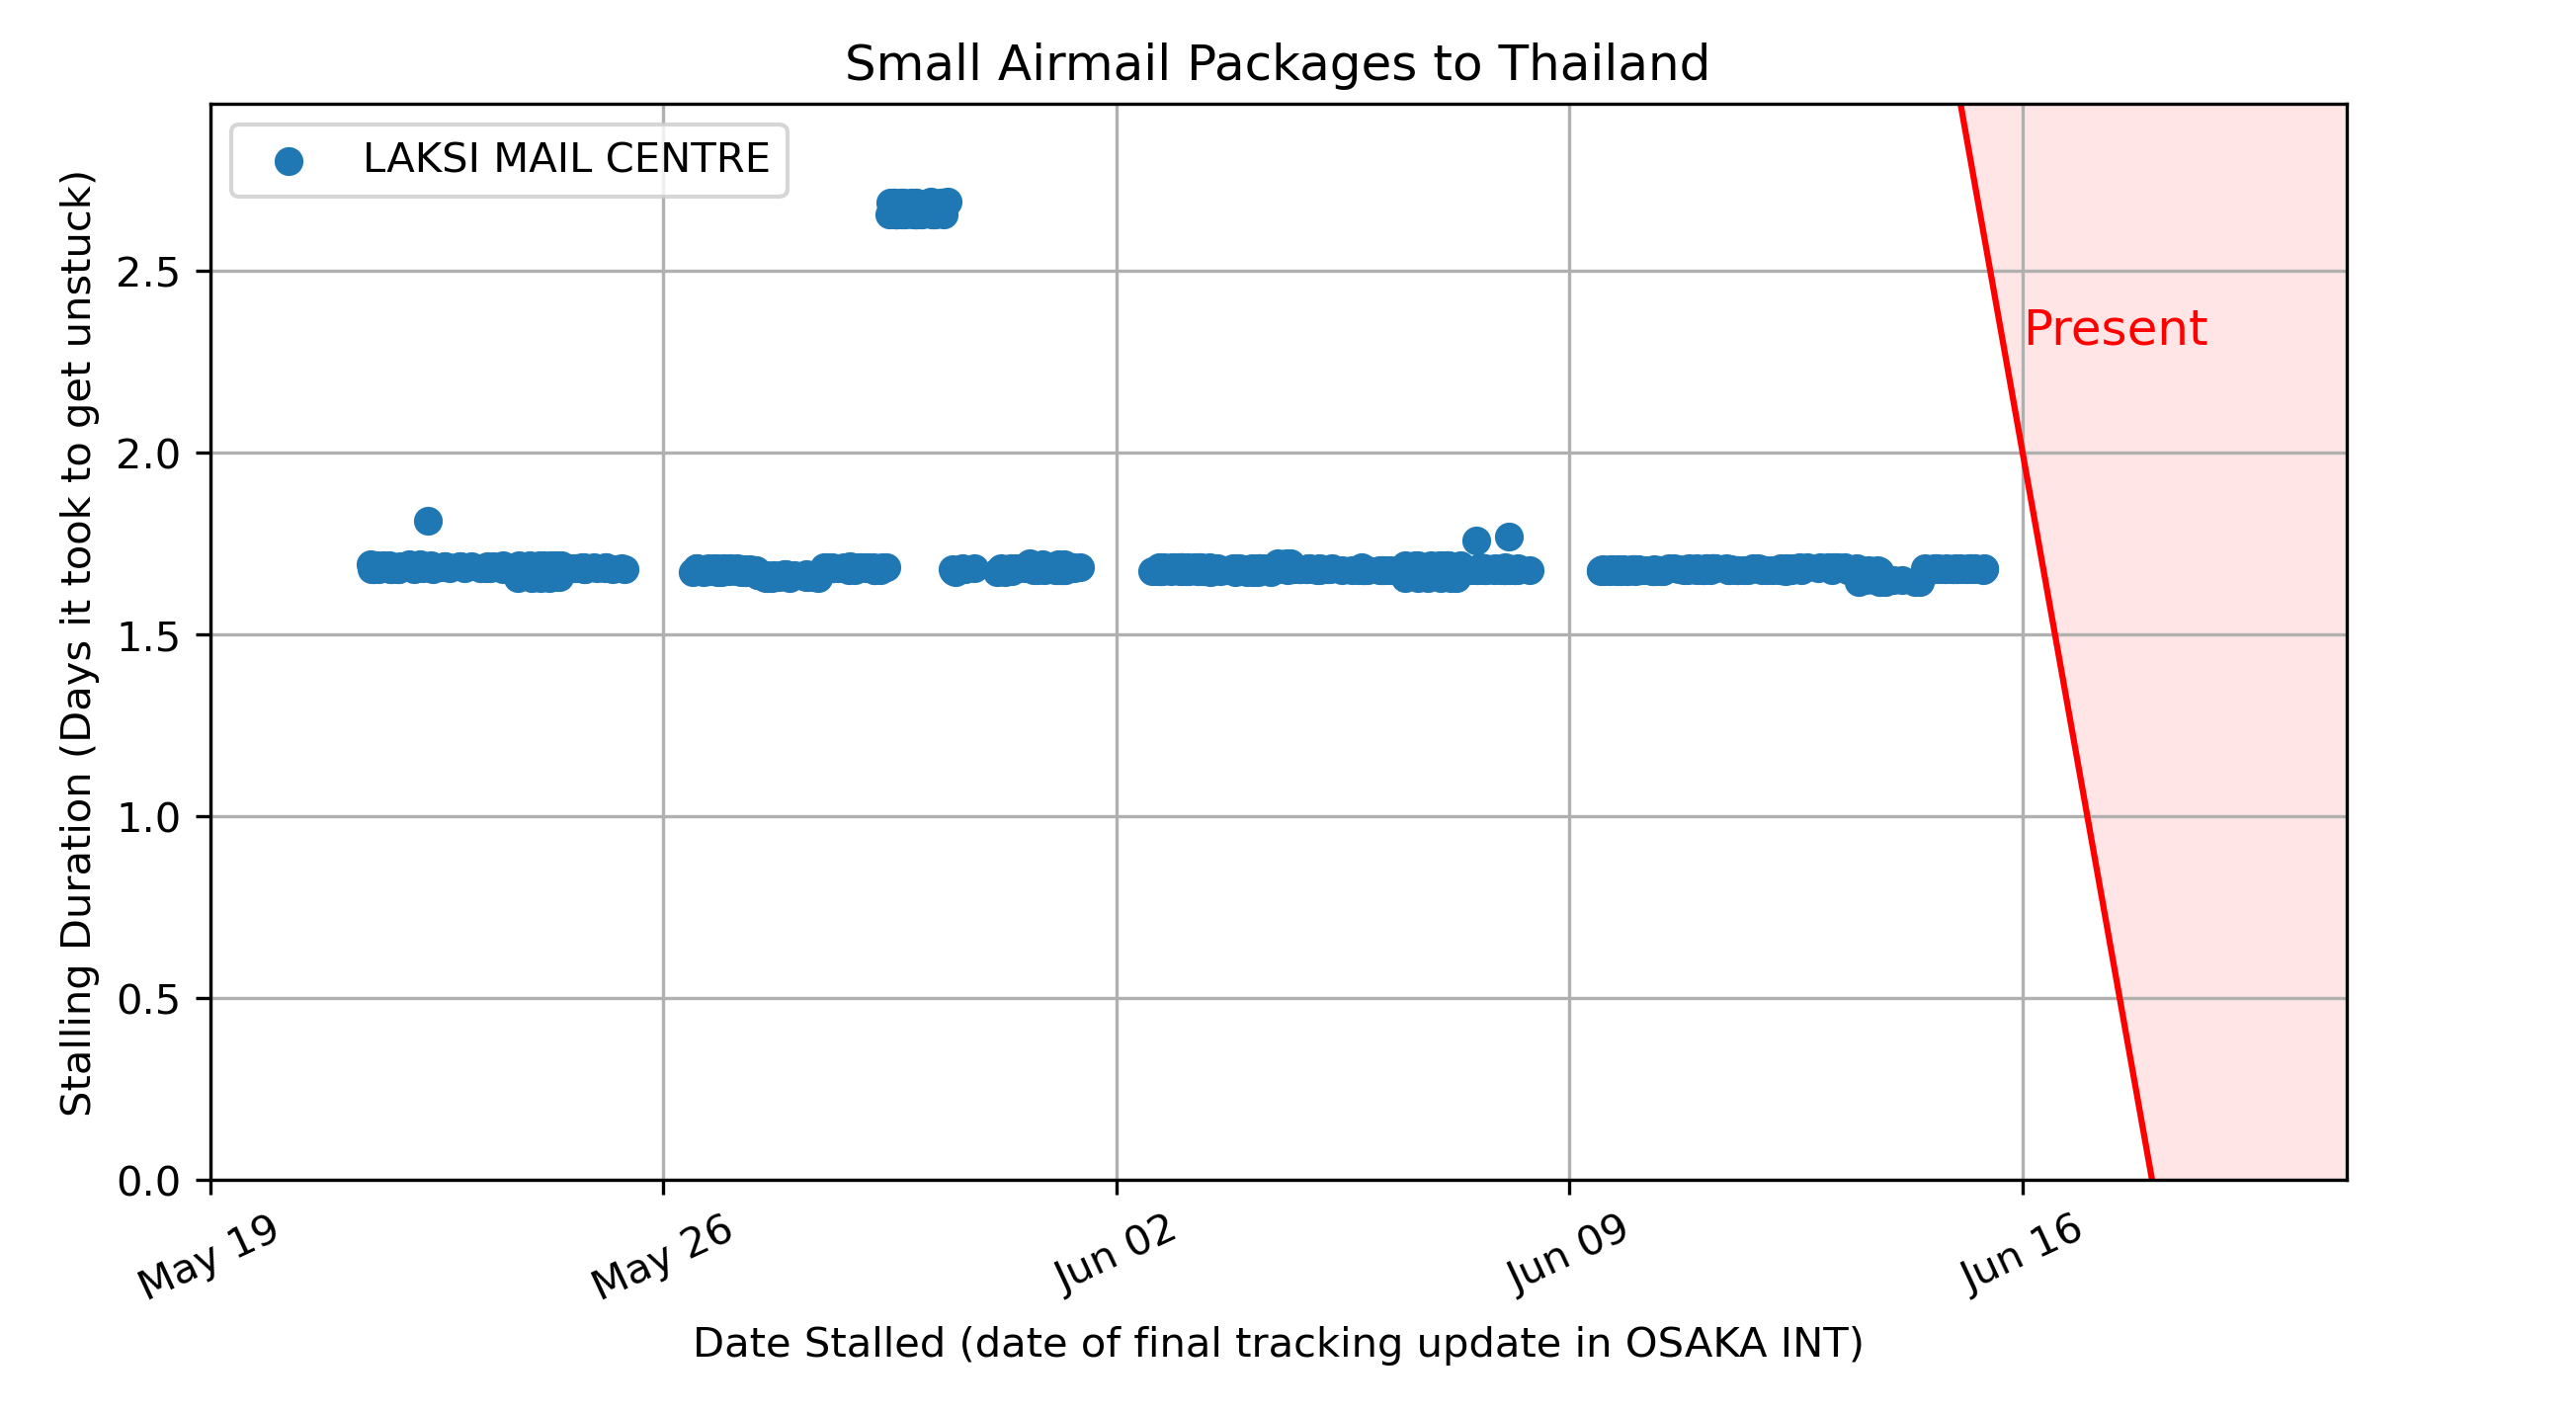 Small Airmail Packages to Thailand
LAKSI MAIL CENTRE
Present
Stalling Duration (Days it took to get unstuck)
2.5
2.0
1.5
1.0
0.5
0.0
May 19
May 26
Jun 02
Jun 09
Jun 16
Date Stalled (date of final tracking update in OSAKA INT)